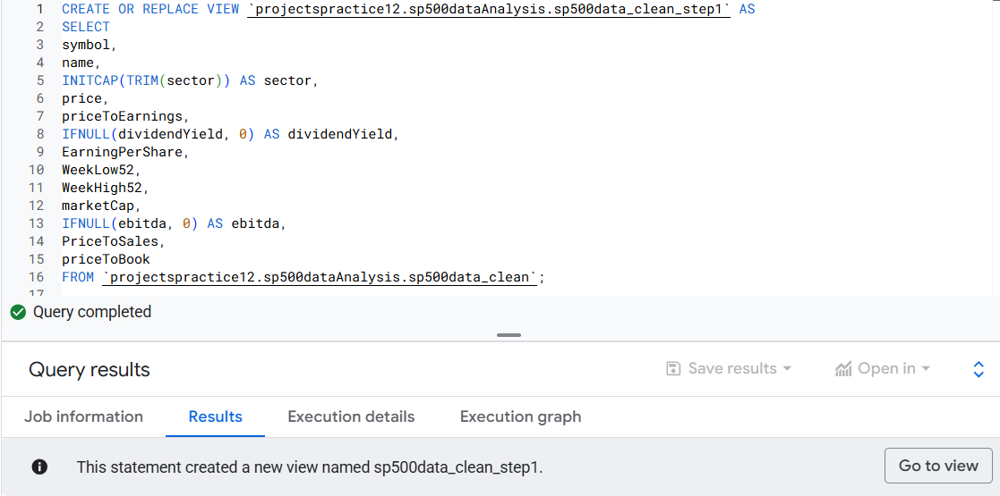 1 CREATE OR REPLACE VIEW `projectspractice12.sp500dataAnalysis.sp500data_clean_step1` AS
2 SELECT
3 symbol,
4 name,
5 INITCAP(TRIM(sector)) AS sector,
6 price,
7 priceToEarnings,
8 IFNULL(dividendYield, 0) AS dividendYield,
9 EarningPerShare,
10 WeekLow52,
11 WeekHigh52,
12 marketCap,
13 IFNULL(ebitda, 0) AS ebitda,
14 PriceToSales,
15 priceToBook
16 FROM `projectspractice12.sp500dataAnalysis.sp500data_clean`;
17
Query completed
Query results Save results Open in
Job information Results Execution details Execution graph
This statement created a new view named sp500data_clean_step1. Go to view